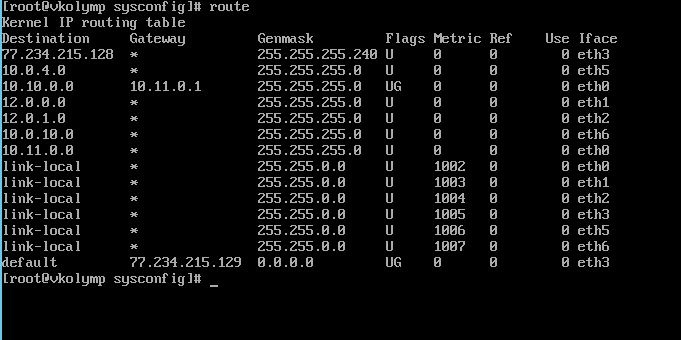 [root@vkolymp sysconfig]# route
Kernel IP routing table
Destination     Gateway         Genmask         Flags Metric Ref    Use Iface
77.234.215.128  *               255.255.255.240 U     0      0        0 eth3
10.0.4.0        *               255.255.255.0   U     0      0        0 eth5
10.10.0.0       10.11.0.1       255.255.255.0   UG    0      0        0 eth0
12.0.0.0        *               255.255.255.0   U     0      0        0 eth1
12.0.1.0        *               255.255.255.0   U     0      0        0 eth2
10.0.10.0       *               255.255.255.0   U     0      0        0 eth6
10.11.0.0       *               255.255.255.0   U     0      0        0 eth0
link-local      *               255.255.0.0     U     1002   0        0 eth0
link-local      *               255.255.0.0     U     1003   0        0 eth1
link-local      *               255.255.0.0     U     1004   0        0 eth2
link-local      *               255.255.0.0     U     1005   0        0 eth3
link-local      *               255.255.0.0     U     1006   0        0 eth5
link-local      *               255.255.0.0     U     1007   0        0 eth6
default         77.234.215.129  0.0.0.0         UG    0      0        0 eth3
[root@vkolymp sysconfig]# _